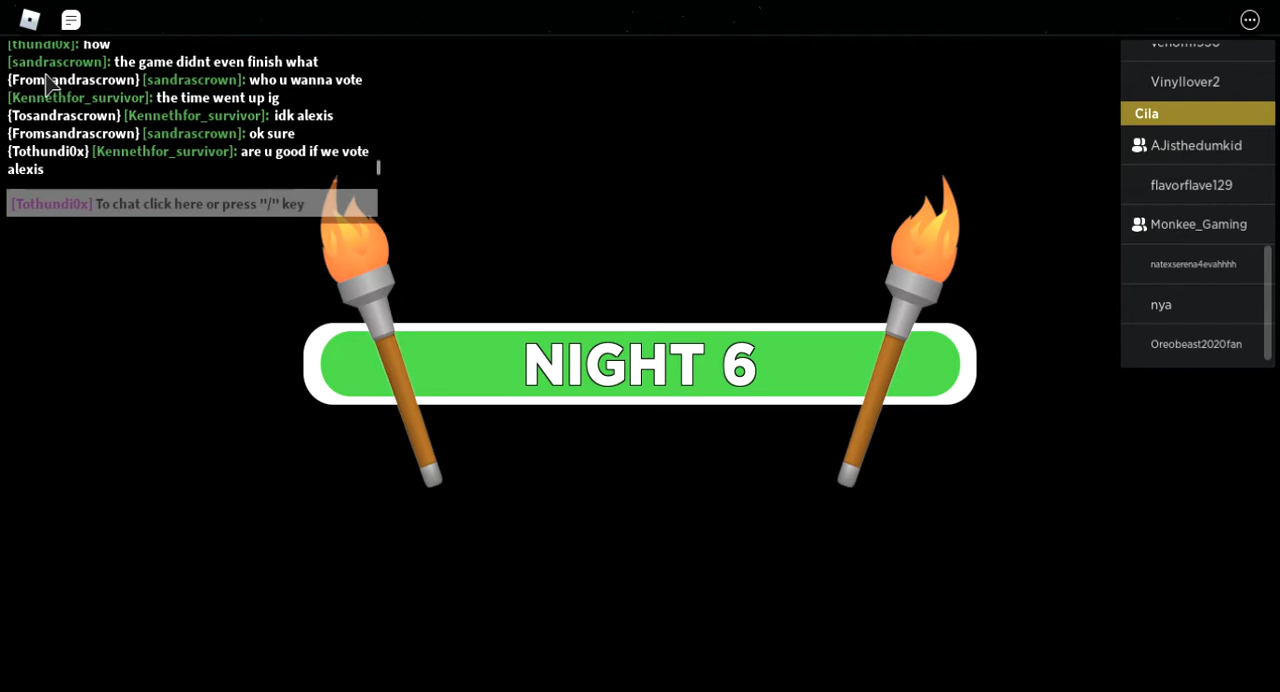 [thundi0x]: how
[sandrascrown]: the game didnt even finish what
{Fromsandrascrown} [sandrascrown]: who u wanna vote
[Kennethfor_survivor]: the time went up ig
{Tosandrascrown} [Kennethfor_survivor]: idk alexis
{Fromsandrascrown} [sandrascrown]: ok sure
{Tothundi0x} [Kennethfor_survivor]: are u good if we vote
alexis
[Tothundi0x] To chat click here or press "/" key
NIGHT 6
Vinyllover2
Cila
AJisthedumkid
flavorflave129
Monkee_Gaming
natexserena4evahhhh
nya
Oreobeast2020fan